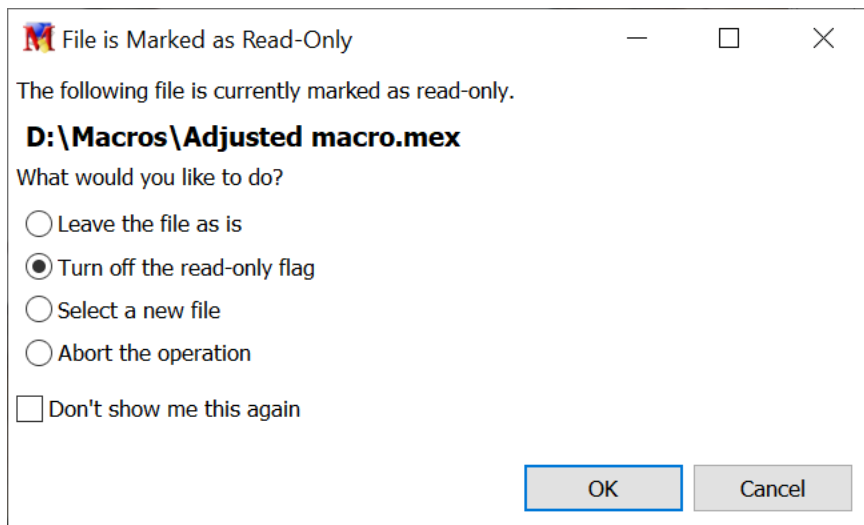 File is Marked as Read-Only
The following file is currently marked as read-only.
D:\Macros\Adjusted macro.mex
What would you like to do?
Leave the file as is
Turn off the read-only flag
Select a new file
Abort the operation
Don't show me this again
OK Cancel